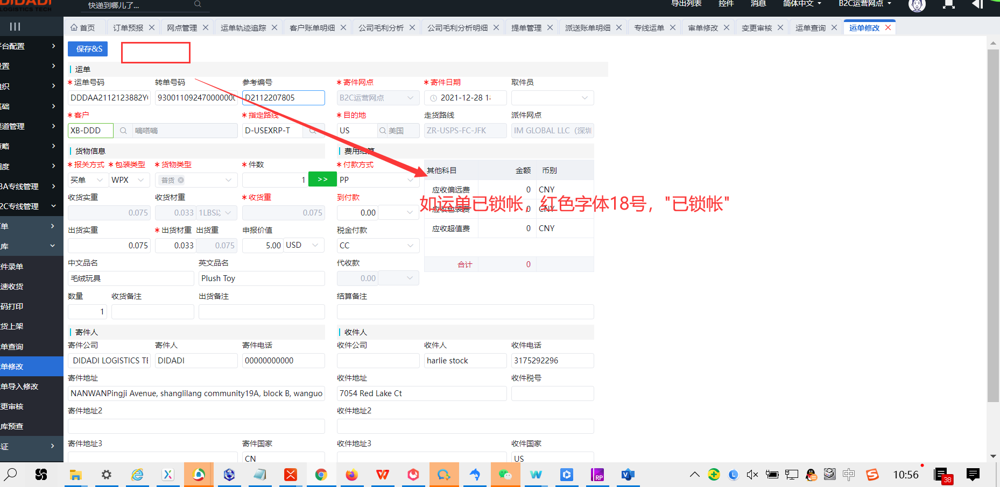 DIDADI
LOGISTICS TECH
快递到哪儿了...
导出列表 控件 消息 简体中文 B2C运营网点
首页 订单预报 网点管理 运单轨迹追踪 客户账单明细 公司毛利分析 公司毛利分析明细 提单管理 派送账单明细 专线运单 审单修改 变更审核 运单查询 运单修改
平台配置
置
组织
基础
渠道管理
策略
调度
BA专线管理
2C专线管理
单
库
件录单
速收货
码打印
货上架
单查询
单修改
单导入修改
更审核
库预查
证
保存&S
运单
*运单号码 转单号码 参考编号 *寄件网点 *寄件日期 取件员
DDDAA2112123882Y 93001109247000000 D2112207805 B2C运营网点 2021-12-28 18
*客户 *指定路线 *目的地 走货路线 派件网点
XB-DDD 嘀嗒嘀 D-USEXRP-T US 美国 ZR-USPS-FC-JFK IM GLOBAL LLC（深圳
货物信息 费用结算
*报关方式 *包装类型 *货物类型 *件数 *付款方式 其他科目 金额 币别
买单 WPX 普货 1 >> PP
应收偏远费 0 CNY
收货实重 收货材重 *收货重 到付款
0.075 0.033 1LBS以 0.075 0.00 应收包装费 0 CNY
如运单已锁帐，红色字体18号，"已锁帐"
出货实重 *出货材重 出货重 申报价值 税金付款 应收超值费 0 CNY
0.075 0.033 0.075 5.00 USD CC
中文品名 英文品名 代收款 合计 0
毛绒玩具 Plush Toy 0.00
数量 收货备注 出货备注 结算备注
1
寄件人 收件人
寄件公司 寄件人 寄件电话 收件公司 收件人 收件电话
DIDADI LOGISTICS TE DIDADI 00000000000 harlie stock 3175292296
寄件地址 收件地址 收件税号
NANWANPingji Avenue, shanglilang community19A, block B, wanguo 7054 Red Lake Ct
寄件地址2 收件地址2
寄件地址3 寄件国家 收件地址3 收件国家
CN US
中 10:56 38